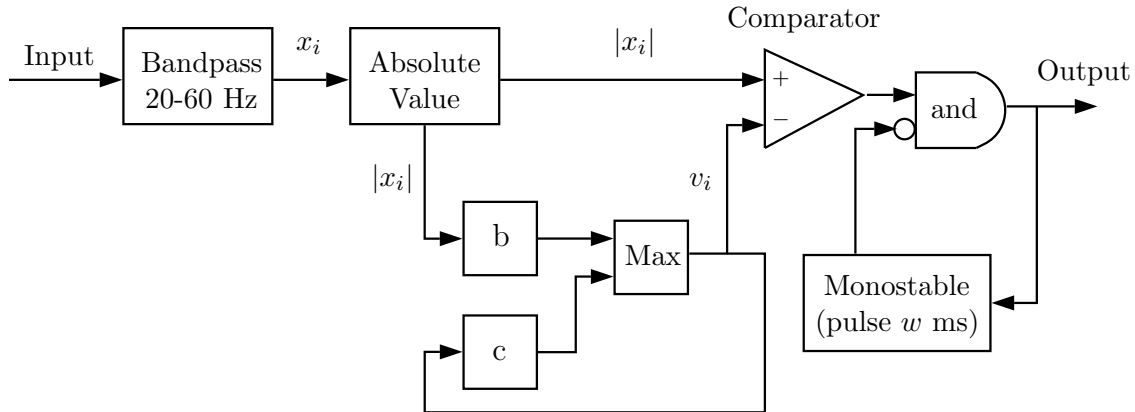 Comparator
Input
x_i
|x_i|
Output
Bandpass
20-60 Hz
Absolute
Value
+
−
and
|x_i|
v_i
b
Max
c
Monostable
(pulse w ms)